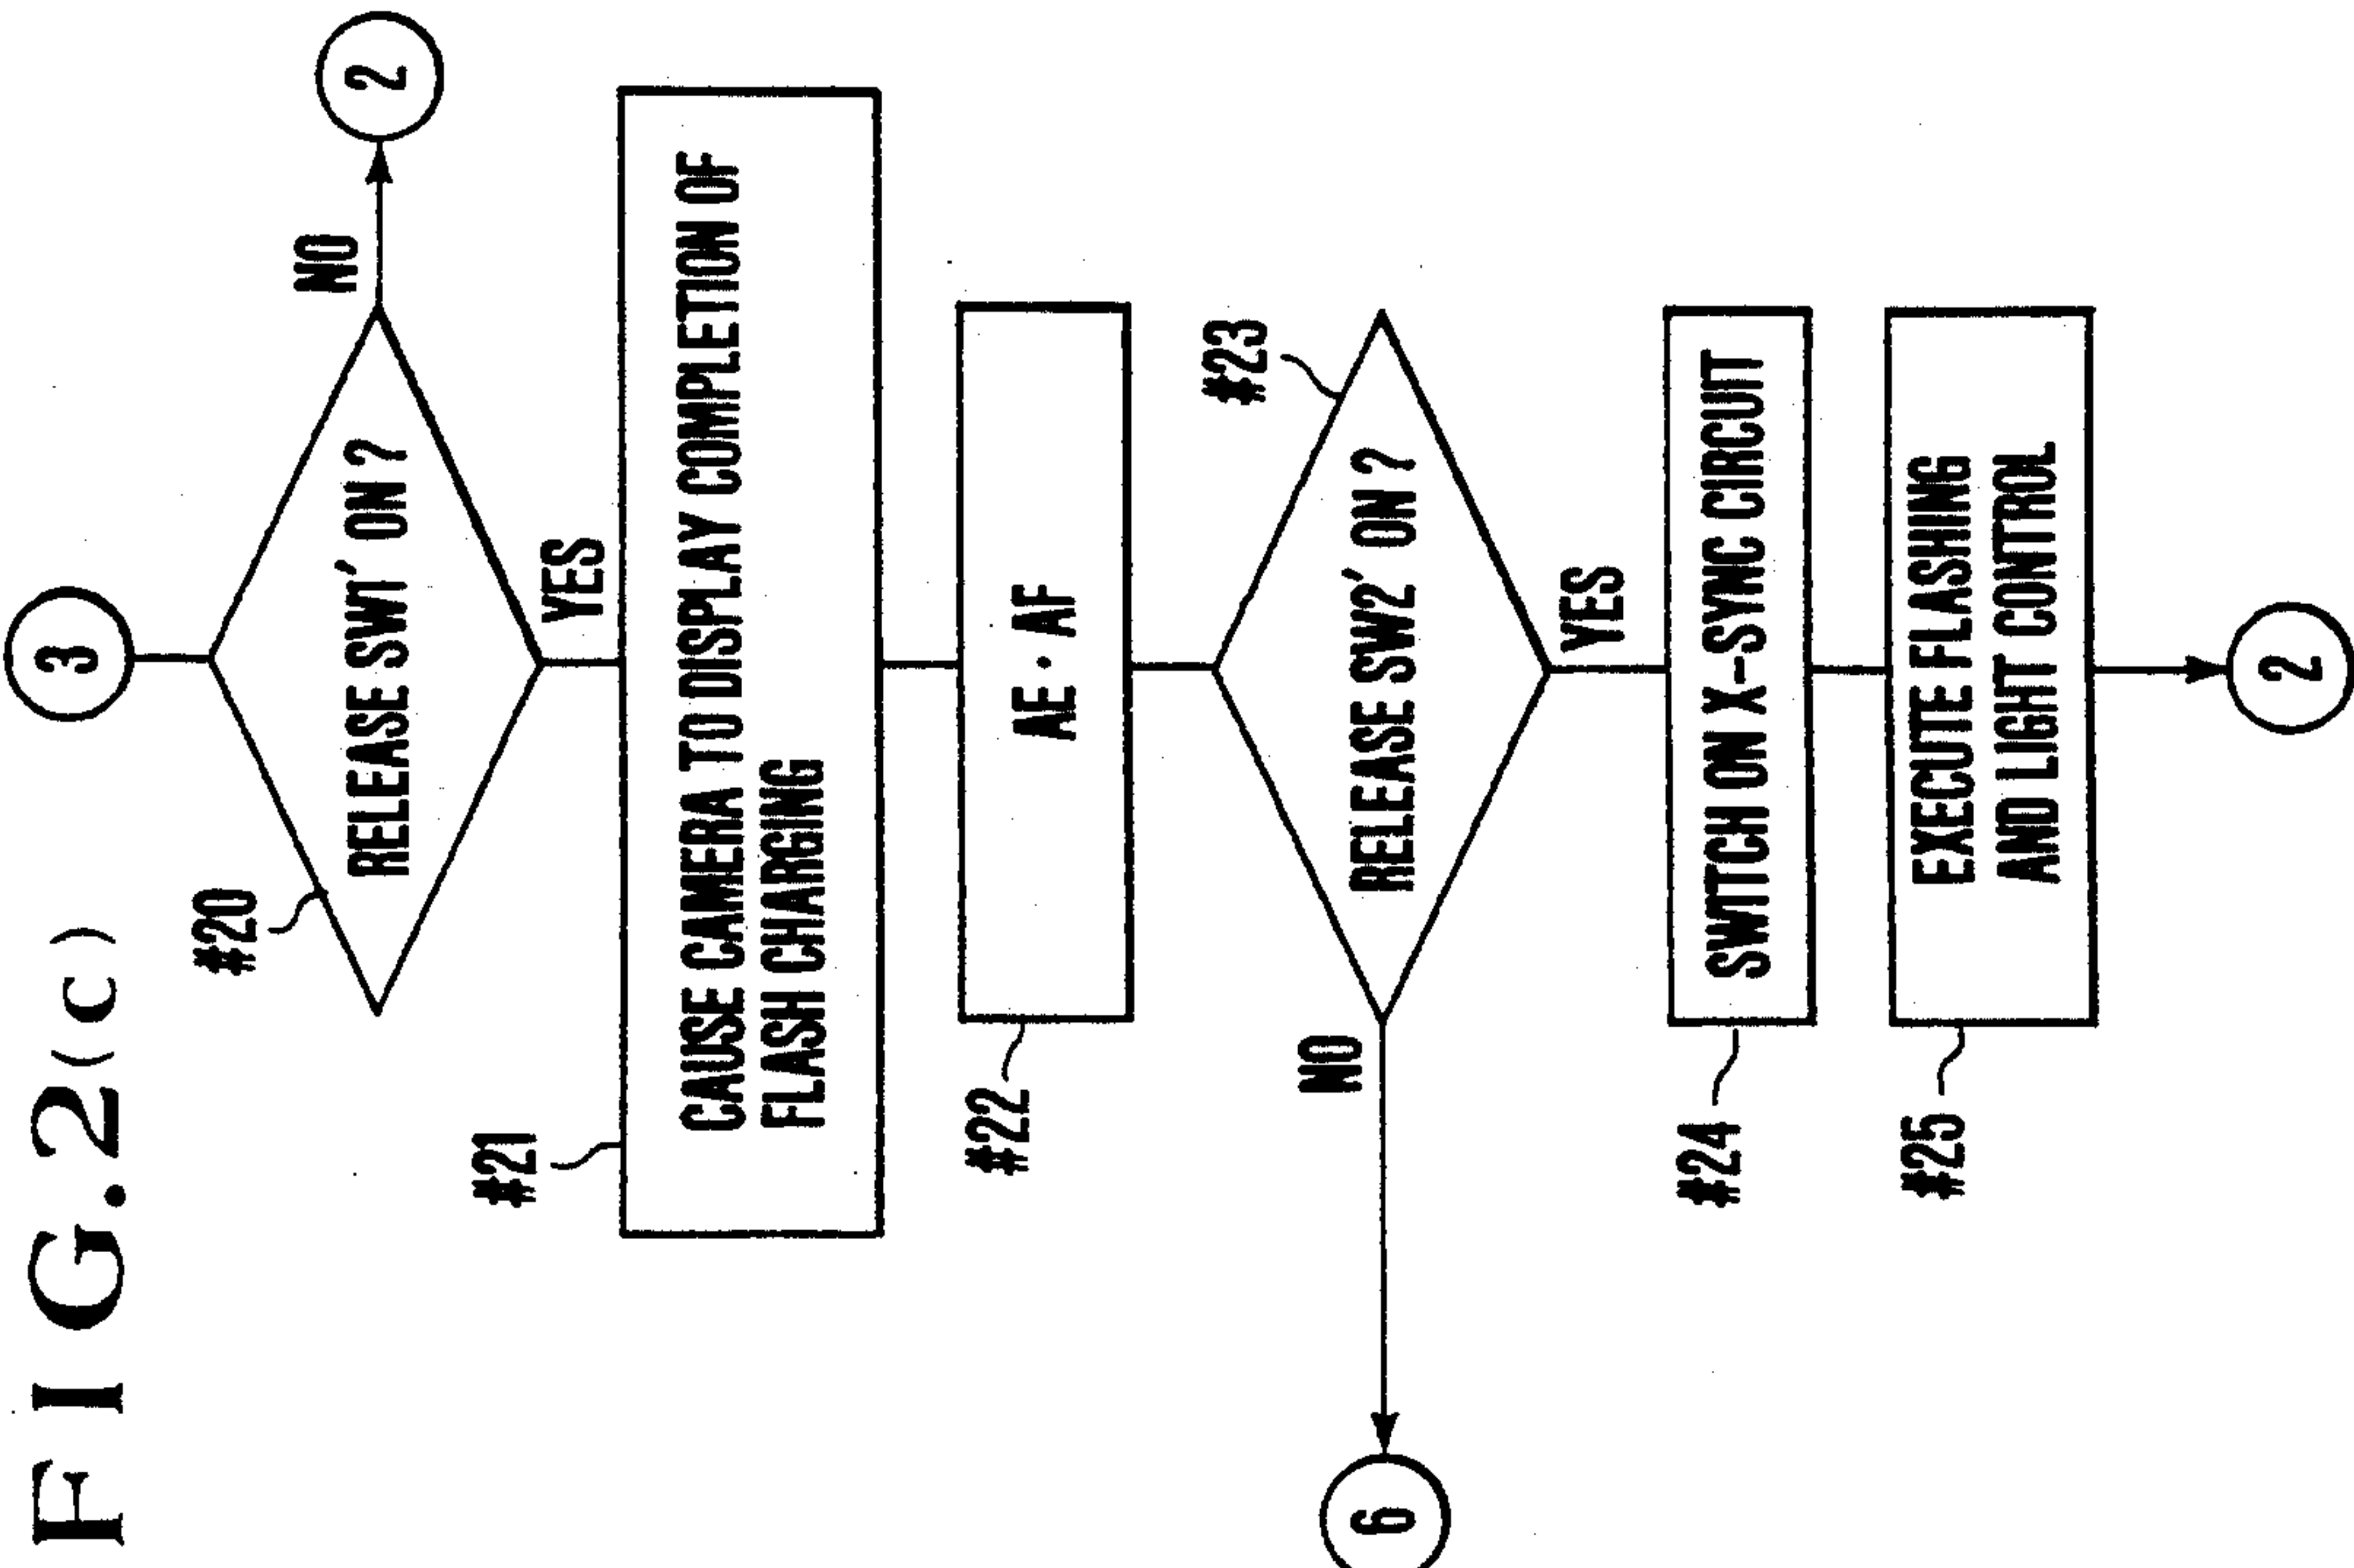 FIG.2(c)
3
#20
RELEASE SW1' ON ?
NO
2
YES
#21
CAUSE CAMERA TO DISPLAY COMPLETION OF
FLASH CHARGING
#22
AE · AF
#23
RELEASE SW2' ON ?
NO
6
YES
#24
SWITCH ON X-SYNC CIRCUIT
#25
EXECUTE FLASHING
AND LIGHT CONTROL
2